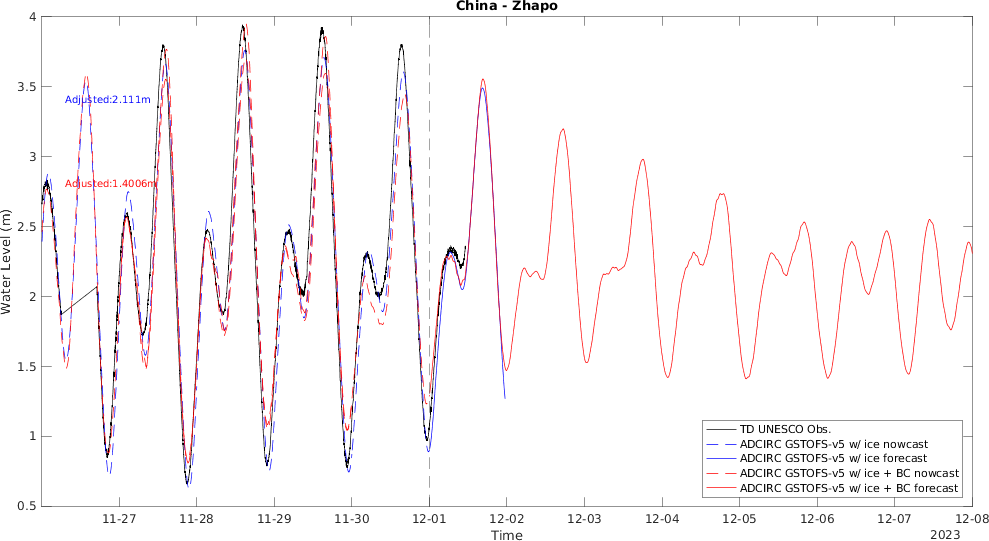 China - Zhapo
4
3.5
3
2.5
2
1.5
1
0.5
Water Level (m)
Adjusted:2.111m
Adjusted:1.4006m
TD UNESCO Obs.
ADCIRC GSTOFS-v5 w/ ice nowcast
ADCIRC GSTOFS-v5 w/ ice forecast
ADCIRC GSTOFS-v5 w/ ice + BC nowcast
ADCIRC GSTOFS-v5 w/ ice + BC forecast
11-27 11-28 11-29 11-30 12-01 12-02 12-03 12-04 12-05 12-06 12-07 12-08
Time
2023